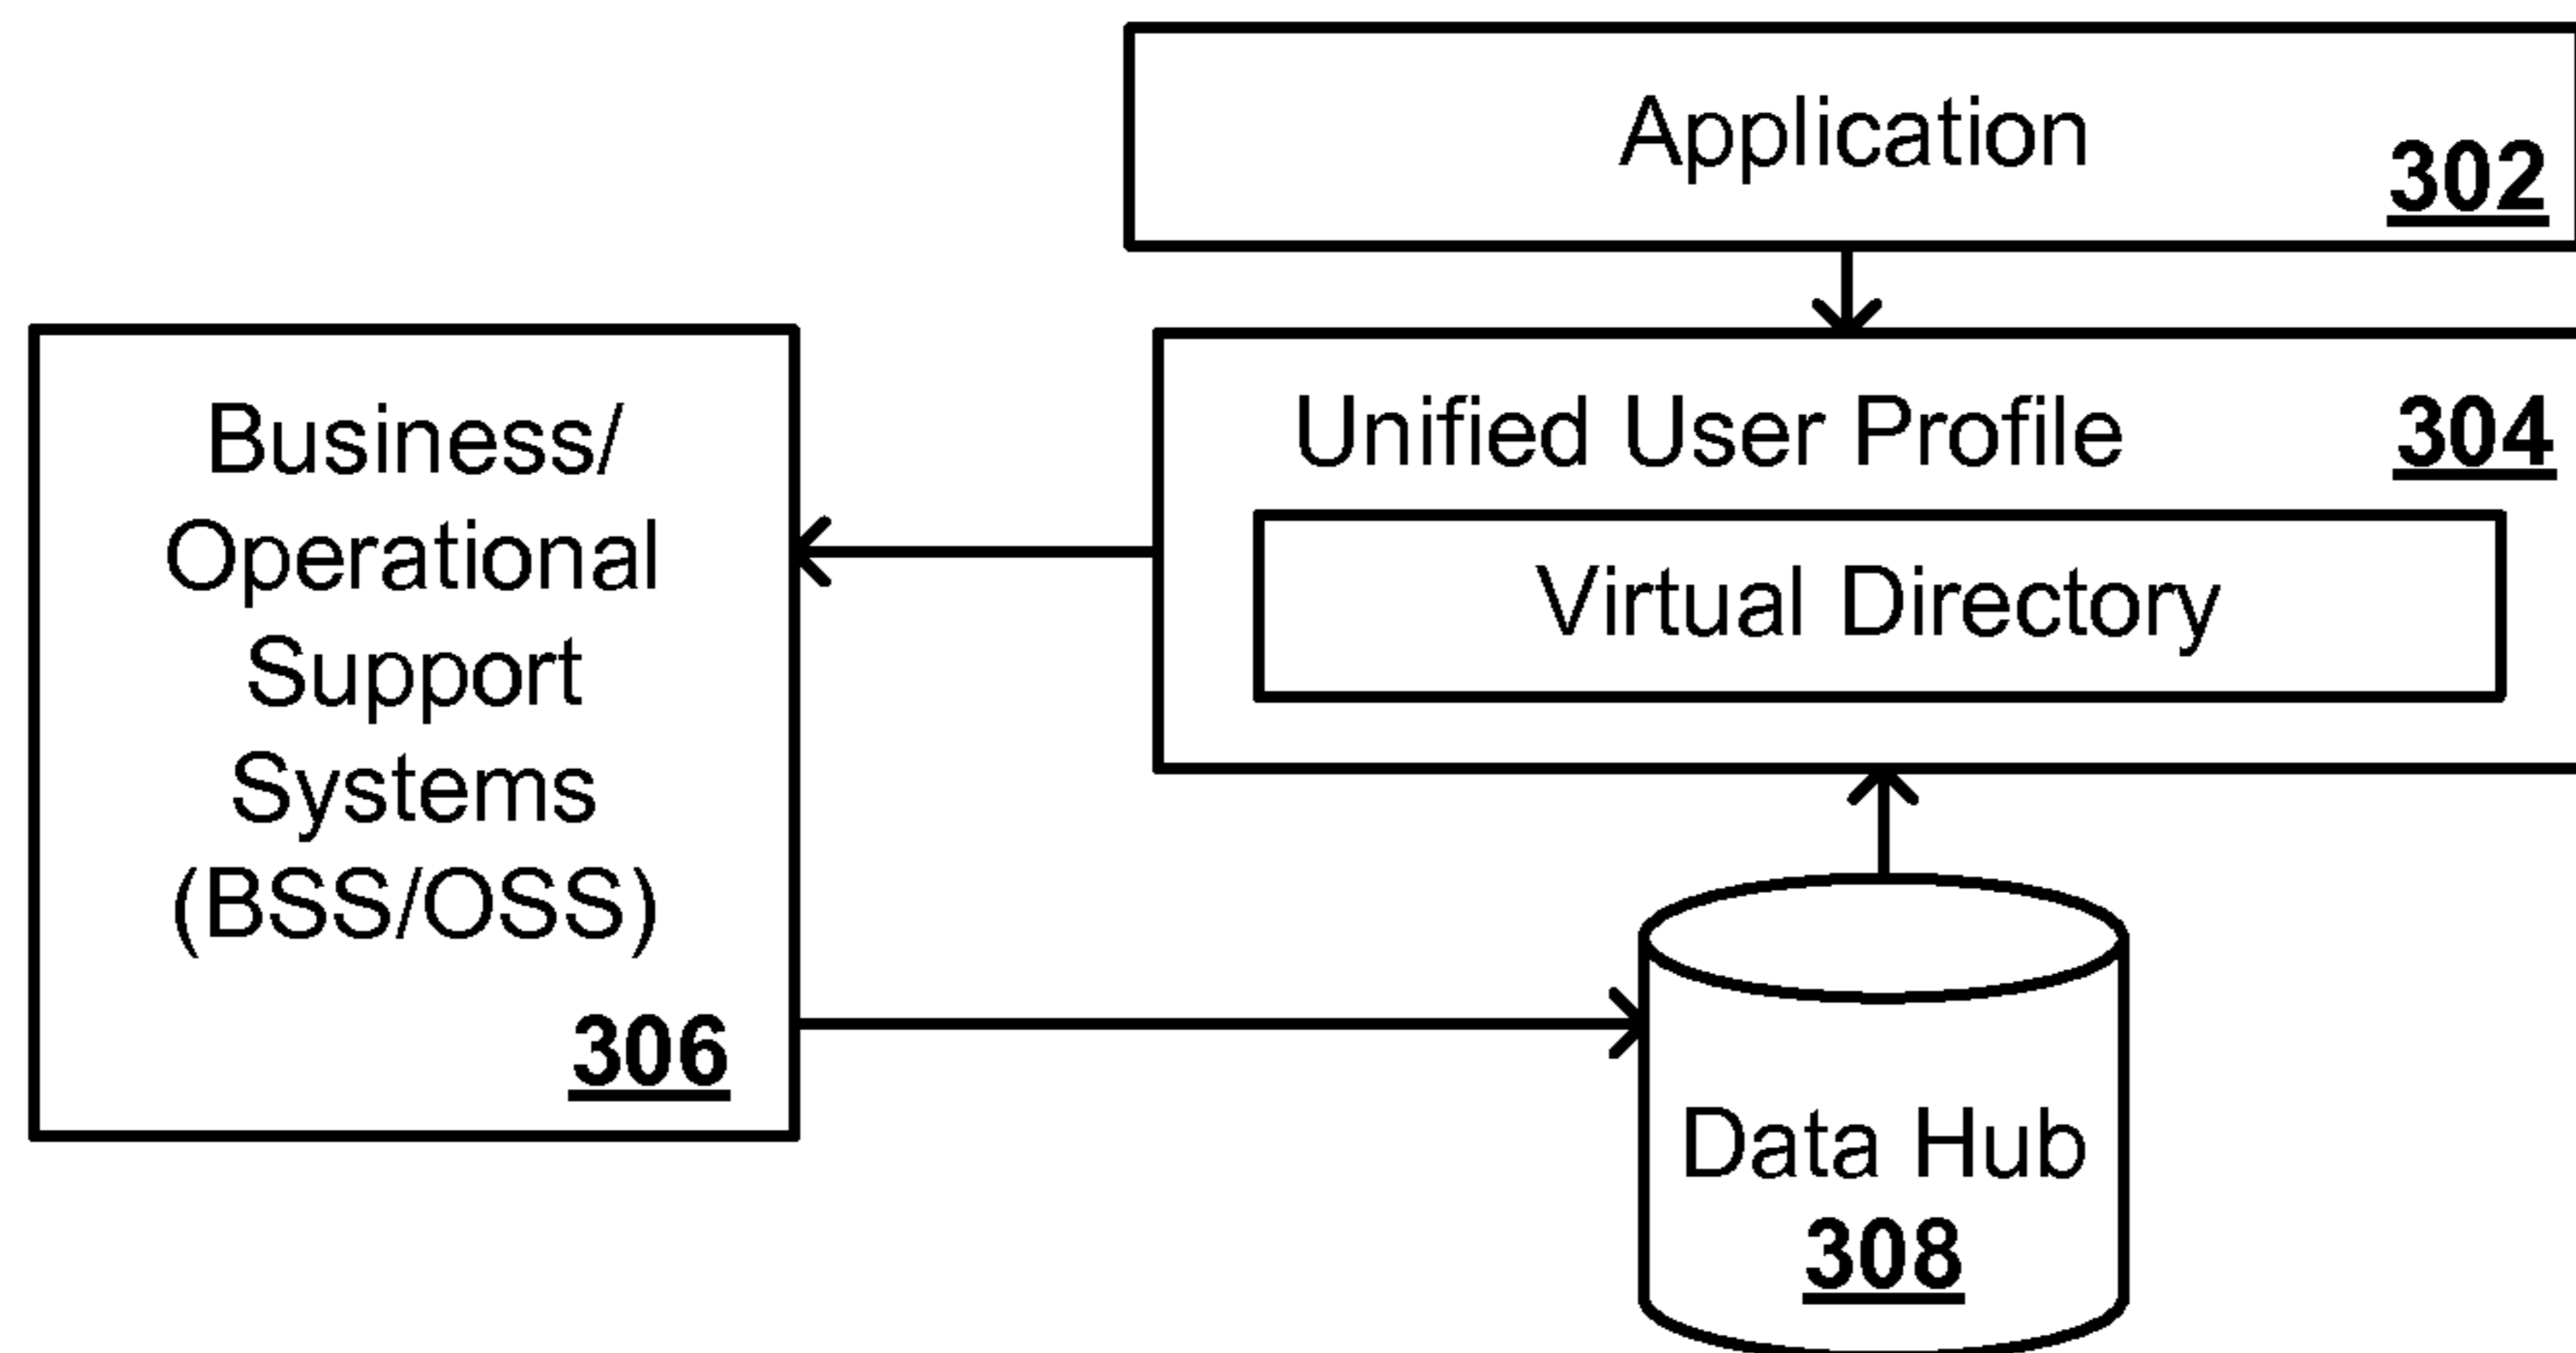 Application
302
Business/
Operational
Support
Systems
(BSS/OSS)
306
Unified User Profile
304
Virtual Directory
Data Hub
308